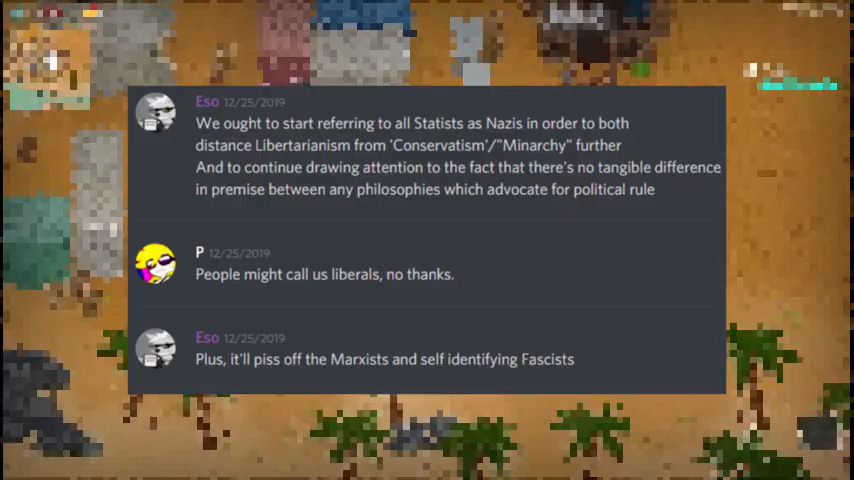 Eso 12/25/2019
We ought to start referring to all Statists as Nazis in order to both
distance Libertarianism from 'Conservatism'/"Minarchy" further
And to continue drawing attention to the fact that there's no tangible difference
in premise between any philosophies which advocate for political rule
P 12/25/2019
People might call us liberals, no thanks.
Eso 12/25/2019
Plus, it'll piss off the Marxists and self identifying Fascists